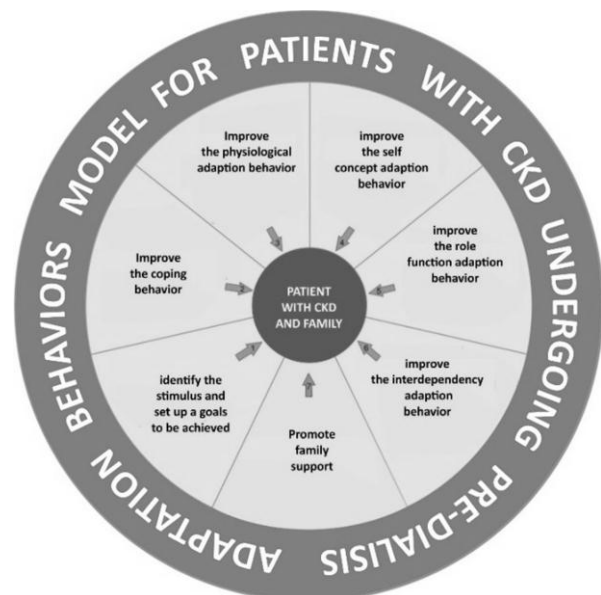 ADAPTATION BEHAVIORS MODEL FOR PATIENTS WITH CKD UNDERGOING PRE-DIALISIS
Improve
the physiological
adaption behavior
improve
the self
concept adaption
behavior
Improve
the coping
behavior
improve
the role
function adaption
behavior
PATIENT
WITH CKD
AND FAMILY
identify the
stimulus and
set up a goals
to be achieved
improve
the interdependency
adaption
behavior
Promote
family
support